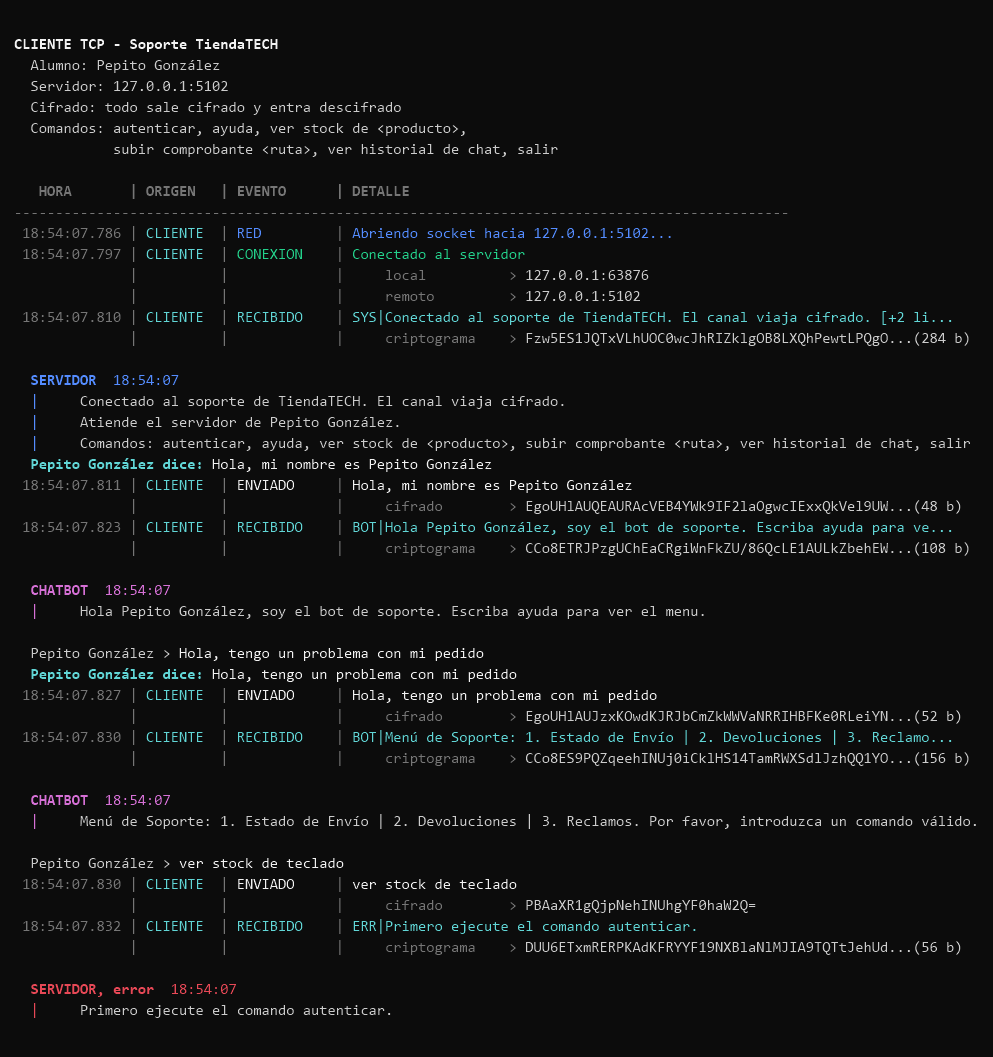 CLIENTE TCP - Soporte TiendaTECH
Alumno: Pepito González
Servidor: 127.0.0.1:5102
Cifrado: todo sale cifrado y entra descifrado
Comandos: autenticar, ayuda, ver stock de <producto>,
subir comprobante <ruta>, ver historial de chat, salir
HORA | ORIGEN | EVENTO | DETALLE
----------------------------------------------------------------------------------------------
18:54:07.786 | CLIENTE | RED | Abriendo socket hacia 127.0.0.1:5102...
18:54:07.797 | CLIENTE | CONEXION | Conectado al servidor
| | | local > 127.0.0.1:63876
| | | remoto > 127.0.0.1:5102
18:54:07.810 | CLIENTE | RECIBIDO | SYS|Conectado al soporte de TiendaTECH. El canal viaja cifrado. [+2 li...
| | | criptograma > Fzw5ES1JQTxVLhUOC0wcJhRIZklgOB8LXQhPewtLPQgO...(284 b)
SERVIDOR 18:54:07
| Conectado al soporte de TiendaTECH. El canal viaja cifrado.
| Atiende el servidor de Pepito González.
| Comandos: autenticar, ayuda, ver stock de <producto>, subir comprobante <ruta>, ver historial de chat, salir
Pepito González dice: Hola, mi nombre es Pepito González
18:54:07.811 | CLIENTE | ENVIADO | Hola, mi nombre es Pepito González
| | | cifrado > EgoUHlAUQEAURAcVEB4YWk9IF2laOgwcIExxQkVel9UW...(48 b)
18:54:07.823 | CLIENTE | RECIBIDO | BOT|Hola Pepito González, soy el bot de soporte. Escriba ayuda para ve...
| | | criptograma > CCo8ETRJPzgUChEaCRgiWnFkZU/86QcLE1AULkZbehEW...(108 b)
CHATBOT 18:54:07
| Hola Pepito González, soy el bot de soporte. Escriba ayuda para ver el menu.
Pepito González > Hola, tengo un problema con mi pedido
Pepito González dice: Hola, tengo un problema con mi pedido
18:54:07.827 | CLIENTE | ENVIADO | Hola, tengo un problema con mi pedido
| | | cifrado > EgoUHlAUJzxKOwdKJRJbCmZkWWVaNRRIHBFKe0RLeiYN...(52 b)
18:54:07.830 | CLIENTE | RECIBIDO | BOT|Menú de Soporte: 1. Estado de Envío | 2. Devoluciones | 3. Reclamo...
| | | criptograma > CCo8ES9PQZqeehINUj0iCklHS14TamRWXSdlJzhQQ1YO...(156 b)
CHATBOT 18:54:07
| Menú de Soporte: 1. Estado de Envío | 2. Devoluciones | 3. Reclamos. Por favor, introduzca un comando válido.
Pepito González > ver stock de teclado
18:54:07.830 | CLIENTE | ENVIADO | ver stock de teclado
| | | cifrado > PBAaXR1gQjpNehINUhgYF0haW2Q=
18:54:07.832 | CLIENTE | RECIBIDO | ERR|Primero ejecute el comando autenticar.
| | | criptograma > DUU6ETxmRERPKAdKFRYYF19NXBlaNlMJIA9TQTtJehUd...(56 b)
SERVIDOR, error 18:54:07
| Primero ejecute el comando autenticar.